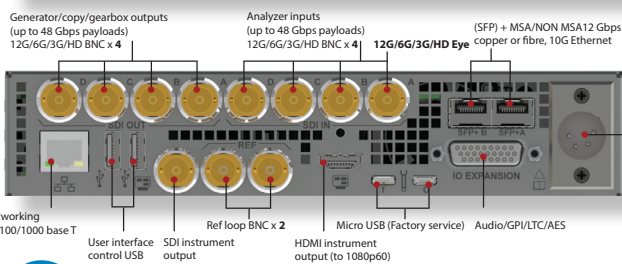 Generator/copy/gearbox outputs
(up to 48 Gbps payloads)
12G/6G/3G/HD BNC x 4
Analyzer inputs
(up to 48 Gbps payloads)
12G/6G/3G/HD BNC x 4 12G/6G/3G/HD Eye
(SFP) + MSA/NON MSA12 Gbps
copper or fibre, 10G Ethernet
D C B A D C B A
SDI OUT SDI IN
REF
SFP+ B SFP+A
IO EXPANSION
working
100/1000 base T
User interface
control USB
SDI instrument
output
Ref loop BNC x 2
HDMI instrument
output (to 1080p60)
Micro USB (Factory service)
Audio/GPI/LTC/AES